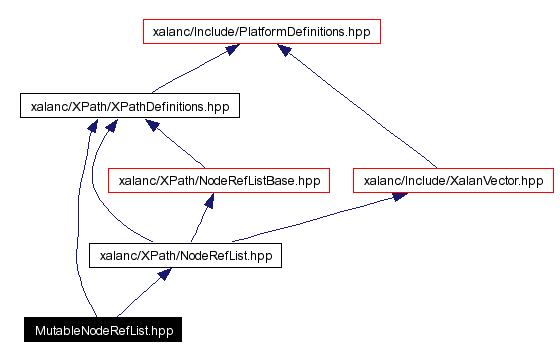 xalanc/Include/PlatformDefinitions.hpp
xalanc/XPath/XPathDefinitions.hpp
xalanc/XPath/NodeRefListBase.hpp
xalanc/Include/XalanVector.hpp
xalanc/XPath/NodeRefList.hpp
MutableNodeRefList.hpp